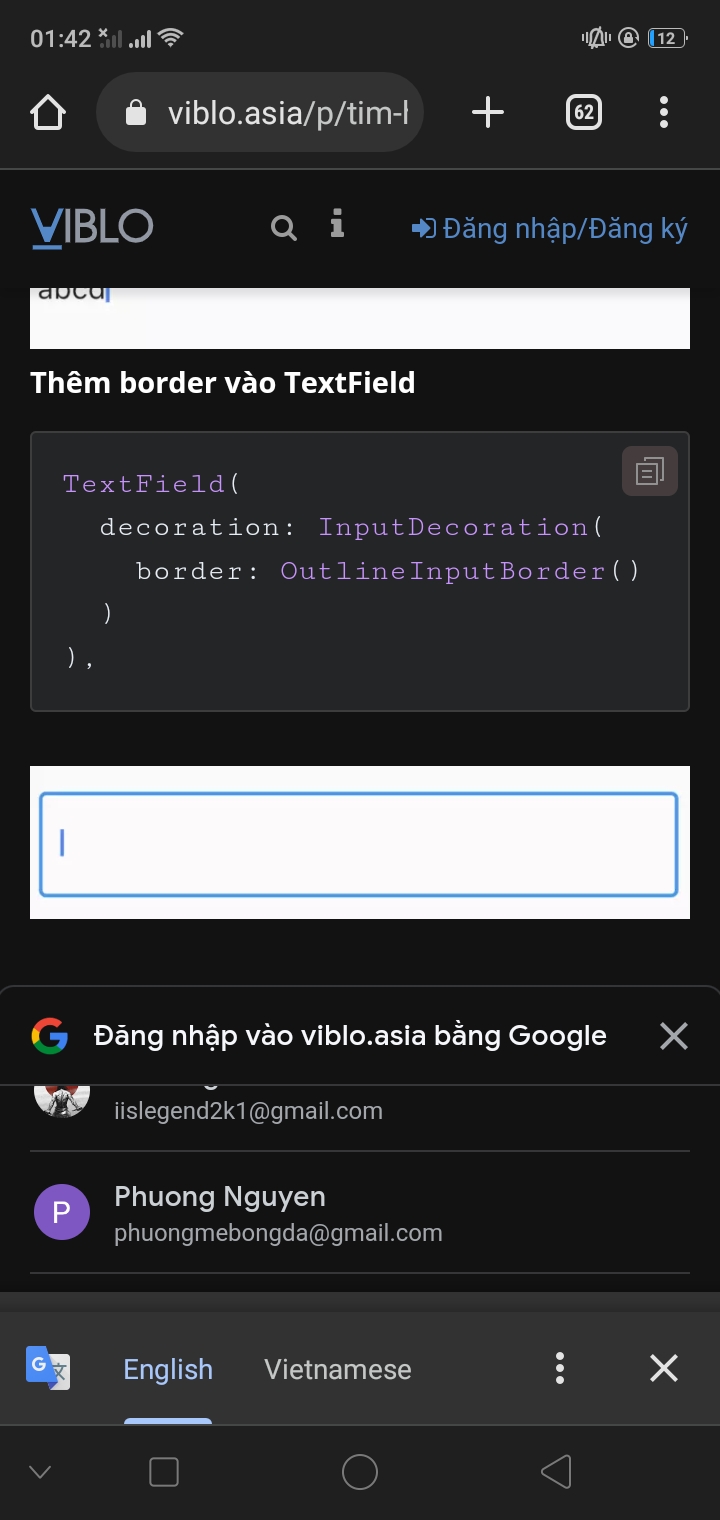 01:42
12
viblo.asia/p/tim-
62
VIBLO
Đăng nhập/Đăng ký
abcd
Thêm border vào TextField
TextField(
decoration: InputDecoration(
border: OutlineInputBorder()
)
),
Đăng nhập vào viblo.asia bằng Google
iislegend2k1@gmail.com
P
Phuong Nguyen
phuongmebongda@gmail.com
English Vietnamese